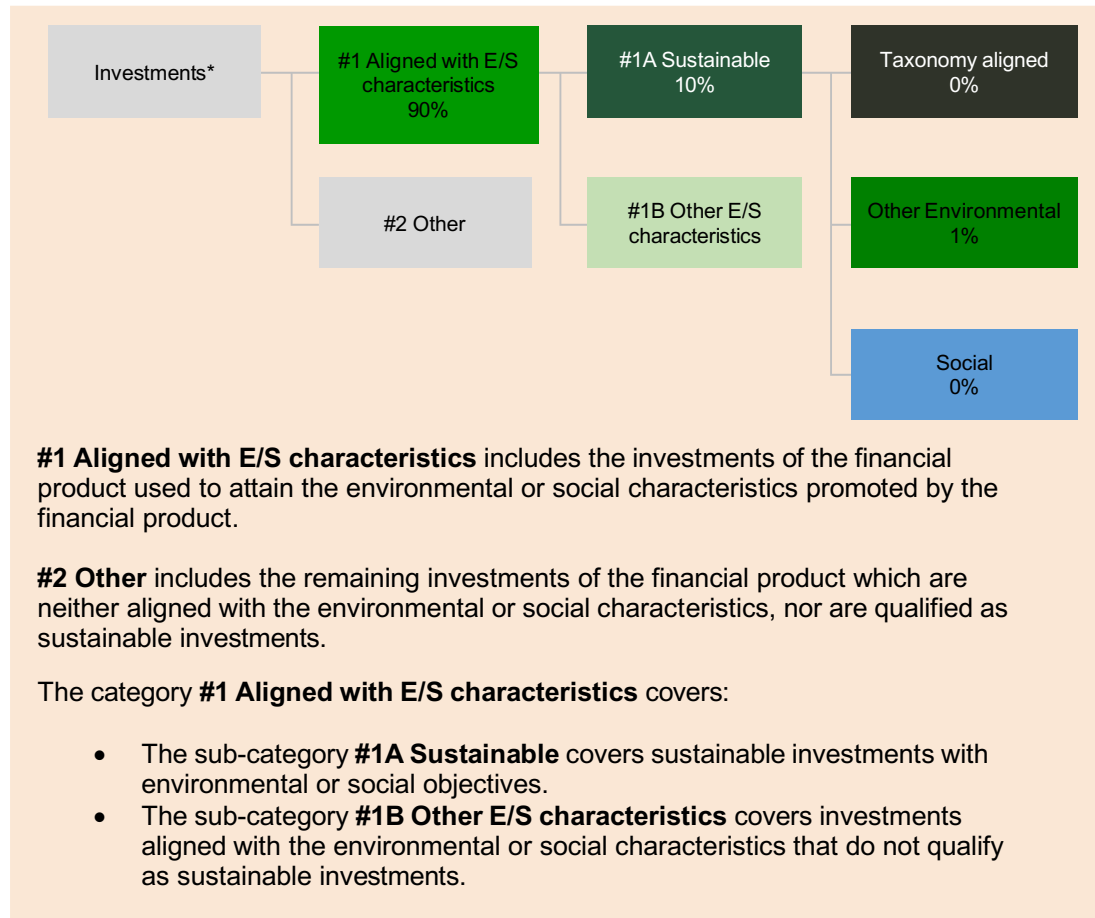 Investments*
#1 Aligned with E/S
characteristics
90%
#1A Sustainable
10%
Taxonomy aligned
0%
#2 Other
#1B Other E/S
characteristics
Other Environmental
1%
Social
0%
#1 Aligned with E/S characteristics includes the investments of the financial
product used to attain the environmental or social characteristics promoted by the
financial product.
#2 Other includes the remaining investments of the financial product which are
neither aligned with the environmental or social characteristics, nor are qualified as
sustainable investments.
The category #1 Aligned with E/S characteristics covers:
• The sub-category #1A Sustainable covers sustainable investments with
environmental or social objectives.
• The sub-category #1B Other E/S characteristics covers investments
aligned with the environmental or social characteristics that do not qualify
as sustainable investments.